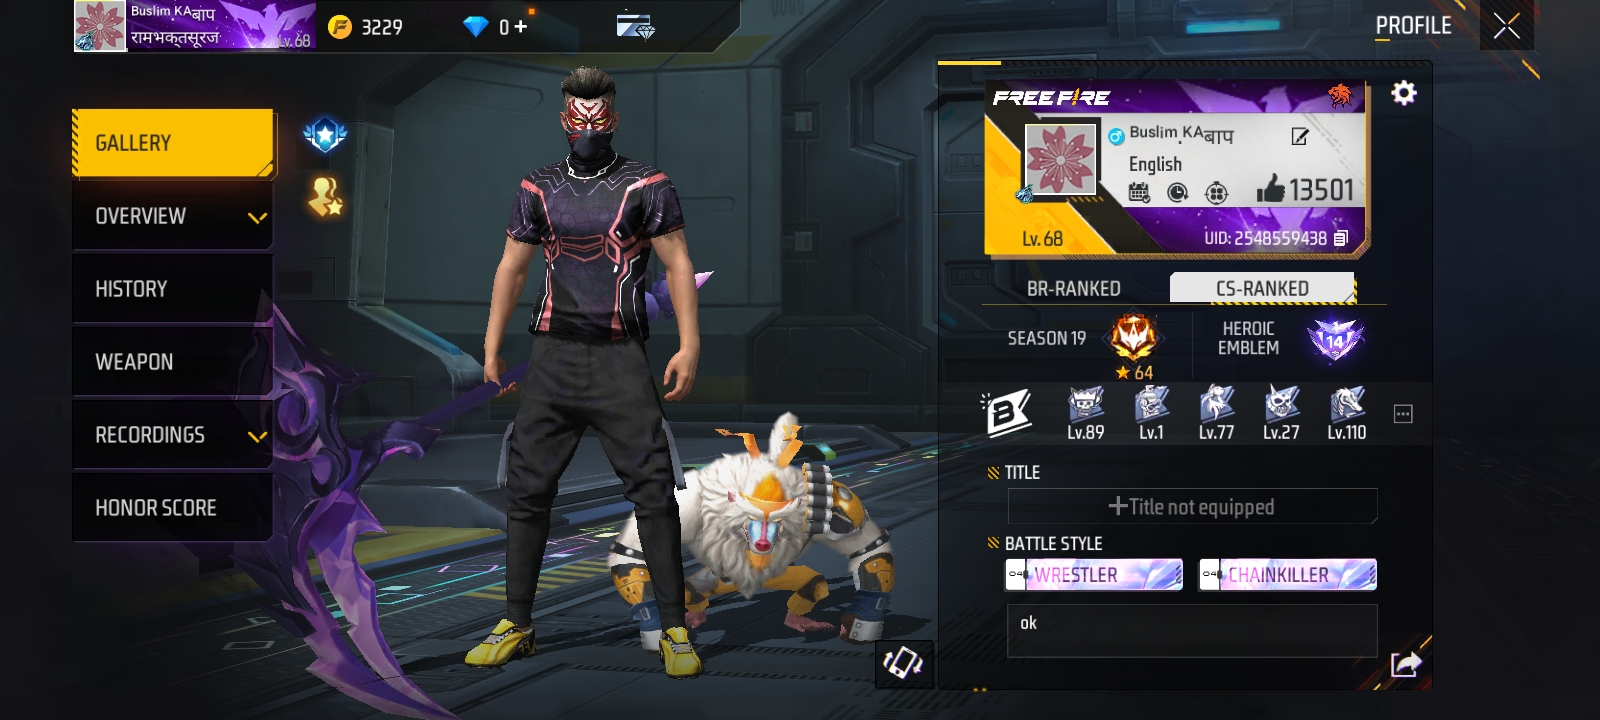 Buslim KAबाप
रामभक्तसूरज
Lv. 68
3229
0 +
PROFILE
GALLERY
OVERVIEW
HISTORY
WEAPON
RECORDINGS
HONOR SCORE
FREE FIRE
Buslim.KAबाप
English
13501
Lv. 68
UID: 2548559438
BR-RANKED
CS-RANKED
SEASON 19
64
HEROIC
EMBLEM
14
B
Lv.89
Lv.1
Lv.77
Lv.27
Lv.110
TITLE
+Title not equipped
BATTLE STYLE
WRESTLER
CHAINKILLER
ok